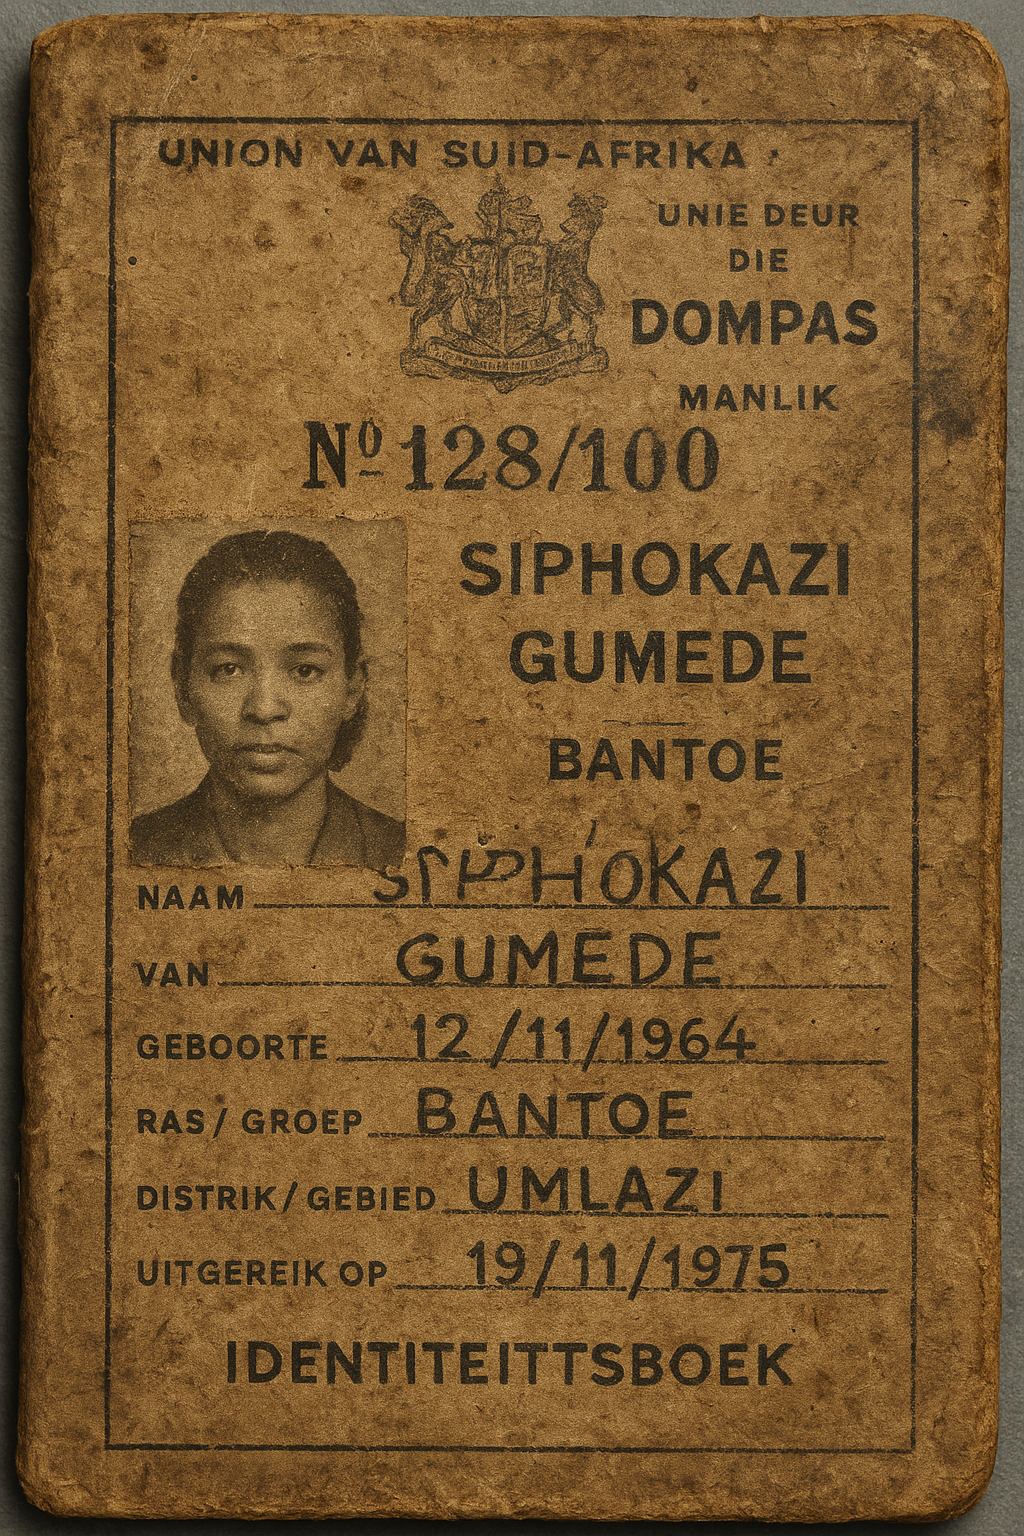 UNION VAN SUID-AFRIKA
UNIE DEUR
DIE
DOMPAS
MANLIK
Nº 128/100
SIPHOKAZI
GUMEDE
BANTOE
NAAM SIPHOKAZI
VAN GUMEDE
GEBOORTE 12/11/1964
RAS/GROEP BANTOE
DISTRIK/GEBIED UMLAZI
UITGEREIK OP 19/11/1975
IDENTITEITTSBOEK